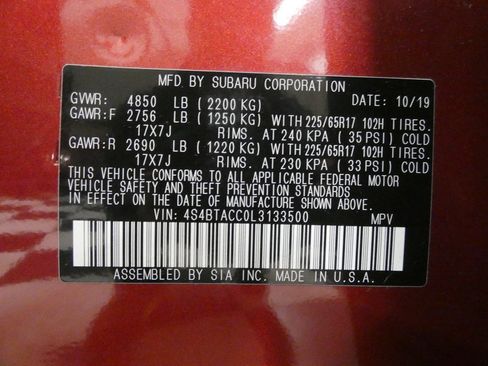 MFD. BY SUBARU CORPORATION
GVWR: 4850 LB ( 2200 KG) DATE: 10/19
GAWR:F 2756 LB ( 1250 KG) WITH 225/65R17 102H TIRES.
17X7J RIMS. AT 240 KPA ( 35 PSI) COLD
GAWR:R 2690 LB ( 1220 KG) WITH 225/65R17 102H TIRES.
17X7J RIMS. AT 230 KPA ( 33 PSI) COLD
THIS VEHICLE CONFORMS TO ALL APPLICABLE FEDERAL MOTOR
VEHICLE SAFETY AND THEFT PREVENTION STANDARDS
IN EFFECT ON THE DATE OF MANUFACTURE SHOWN ABOVE.
VIN: 4S4BTACC0L3133500 MPV
ASSEMBLED BY SIA INC. MADE IN U.S.A.